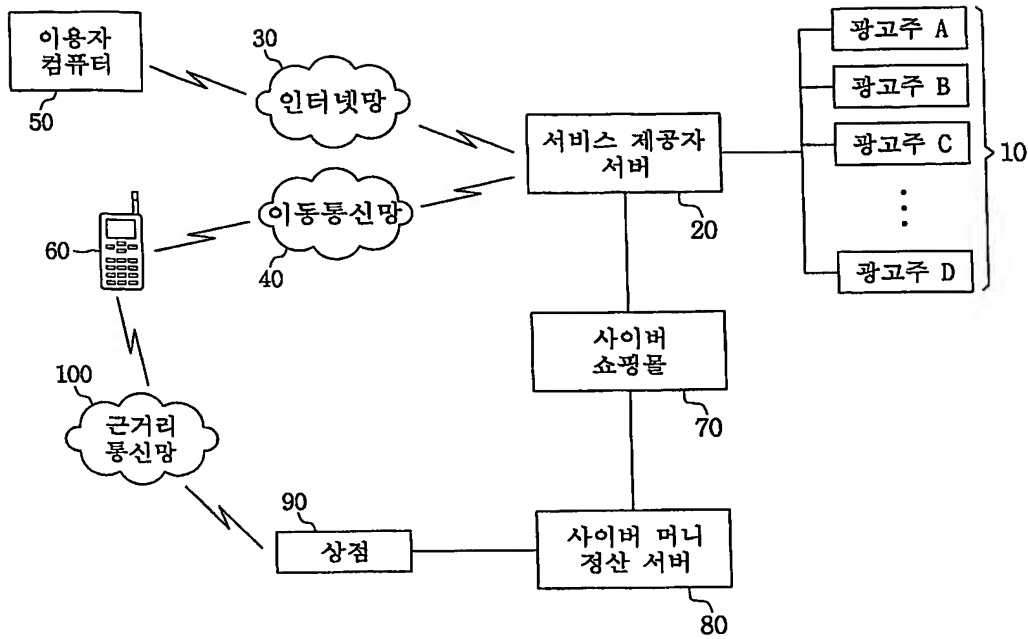 이용자
컴퓨터
50
30
인터넷망
서비스 제공자
서버
20
광고주 A
광고주 B
광고주 C
광고주 D
10
60
이동통신망
40
사이버
쇼핑몰
70
100
근거리
통신망
90
상점
사이버 머니
정산 서버
80